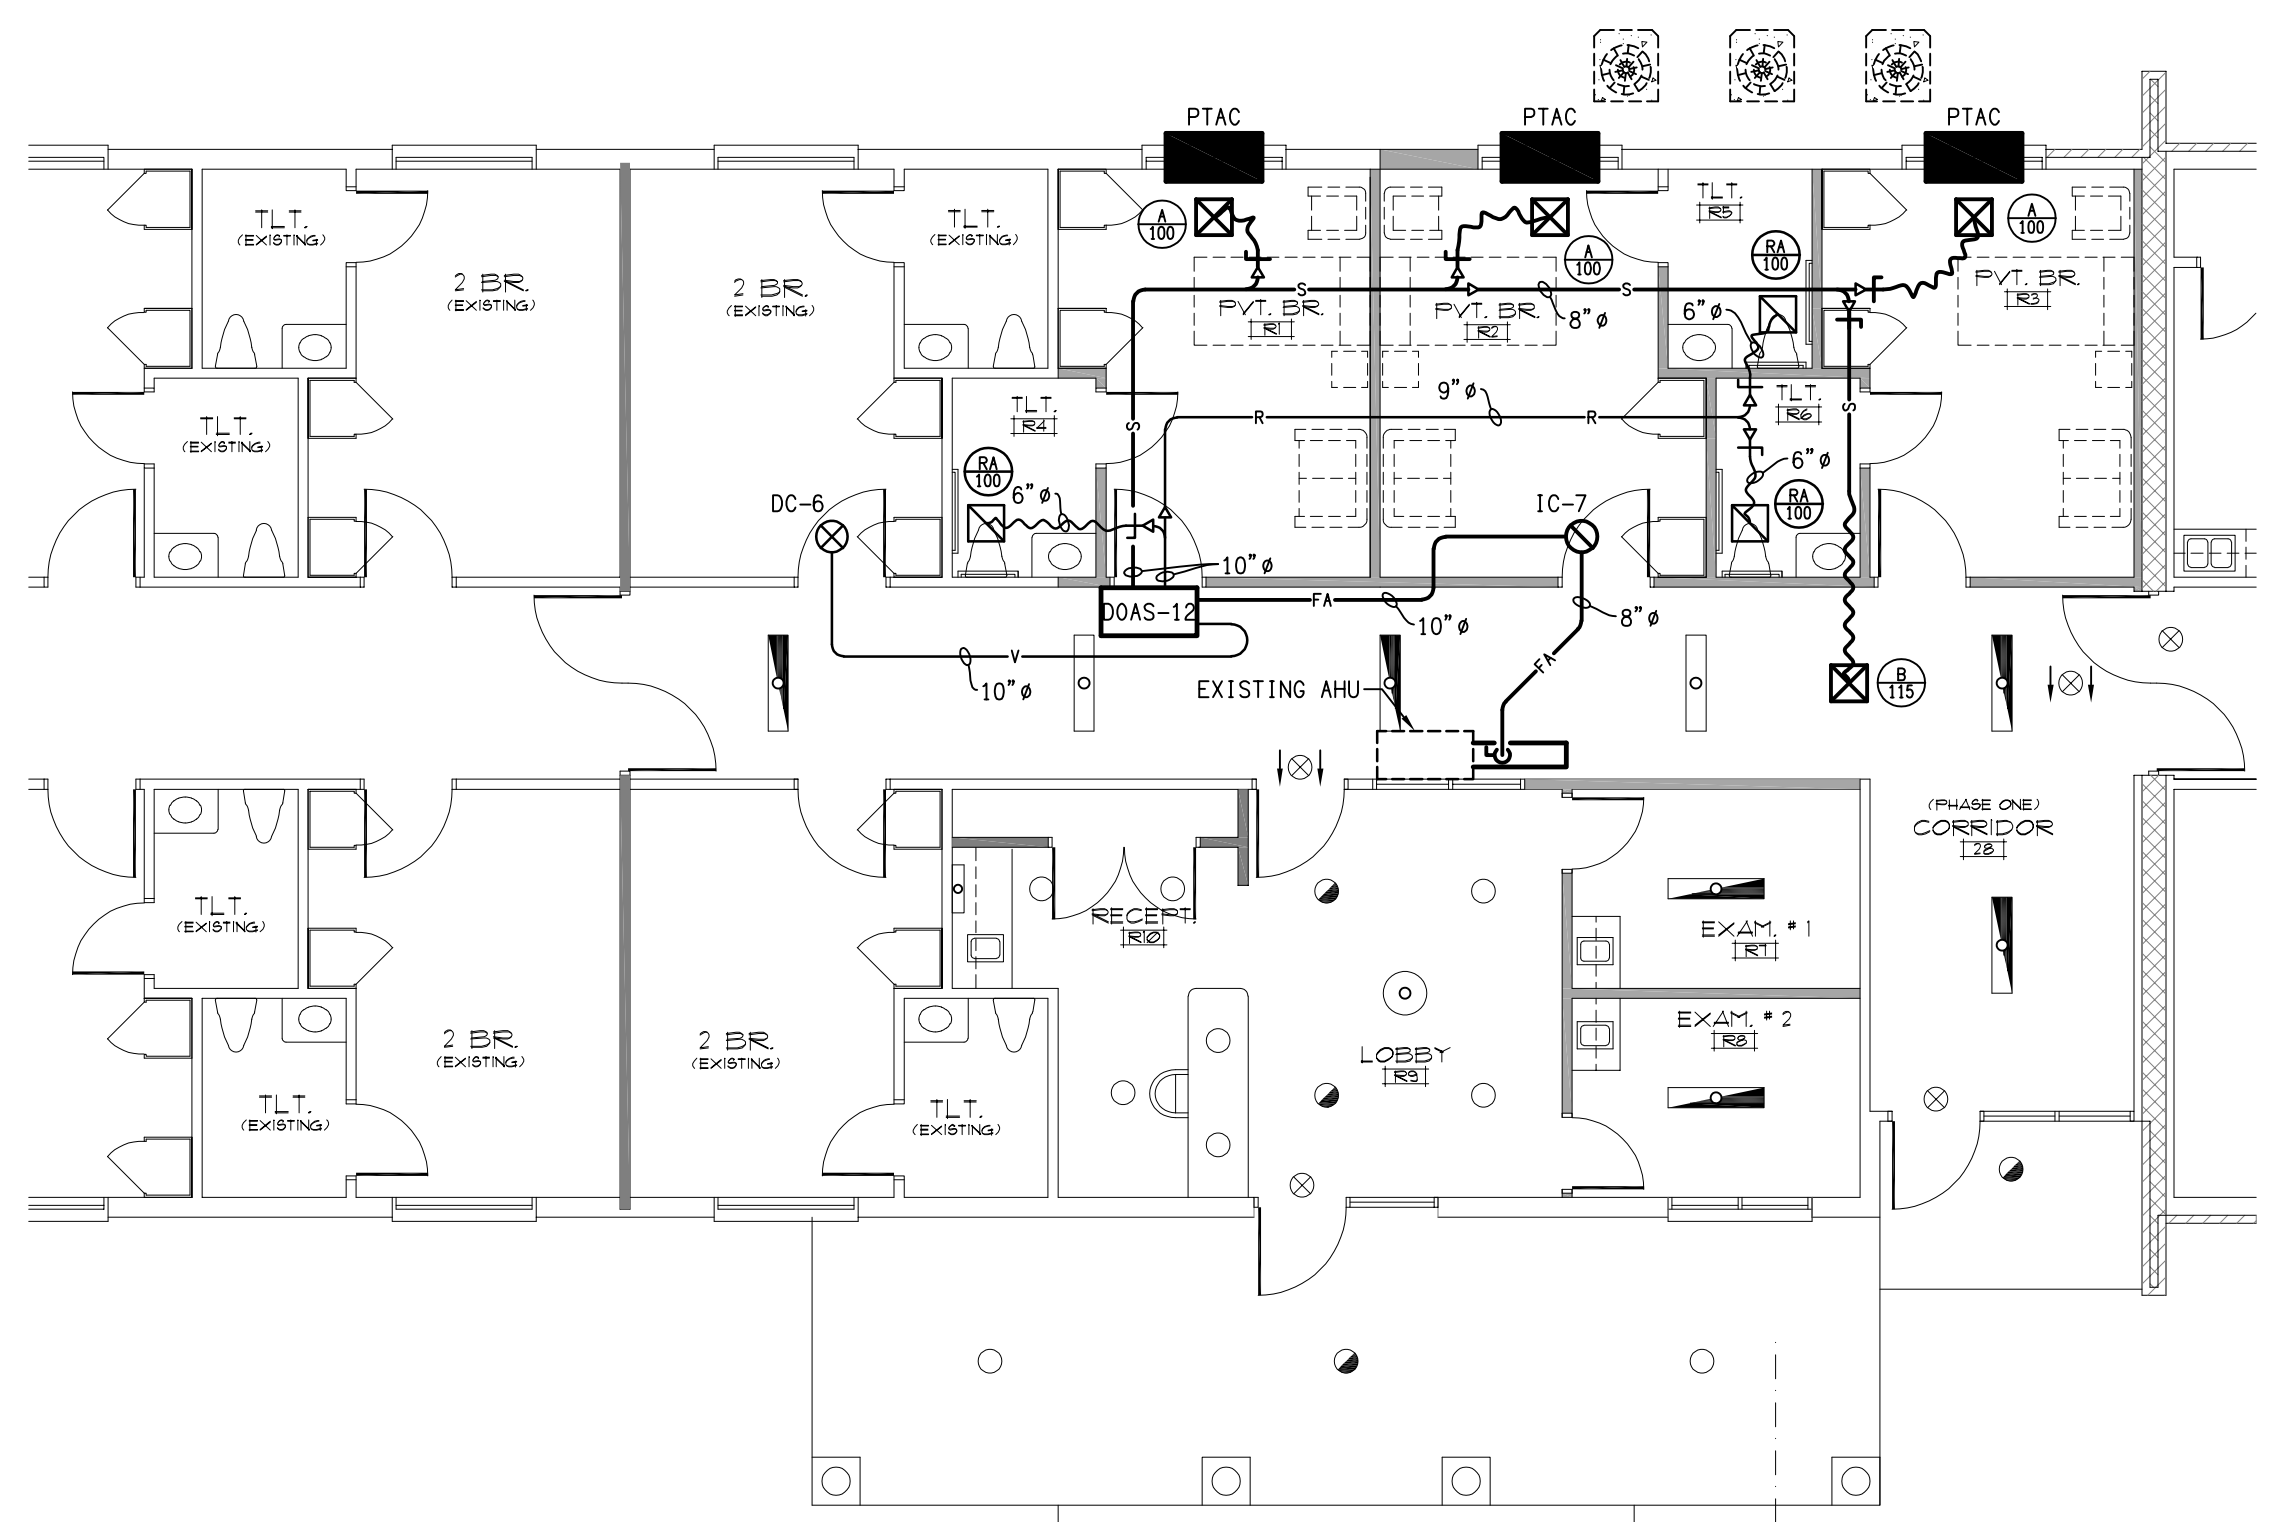 PTAC
PTAC
PTAC
A
100
A
100
A
100
TLT.
(EXISTING)
TLT.
(EXISTING)
TLT.
R5
RA
100
2 BR.
(EXISTING)
2 BR.
(EXISTING)
S
S
PVT. BR.
R1
PVT. BR.
R2
8"Ø
6"Ø
PVT. BR.
R3
TLT.
(EXISTING)
TLT.
R4
S
R
9"Ø
R
TLT.
R6
S
RA
100
6"Ø
6"Ø
RA
100
DC-6
IC-7
10"Ø
DOAS-12
FA
10"Ø
8"Ø
V
10"Ø
FA
EXISTING AHU
B
115
(PHASE ONE)
CORRIDOR
28
TLT.
(EXISTING)
RECEPT.
R10
EXAM. #1
R7
EXAM. #2
R8
2 BR.
(EXISTING)
2 BR.
(EXISTING)
LOBBY
R9
TLT.
(EXISTING)
TLT.
(EXISTING)